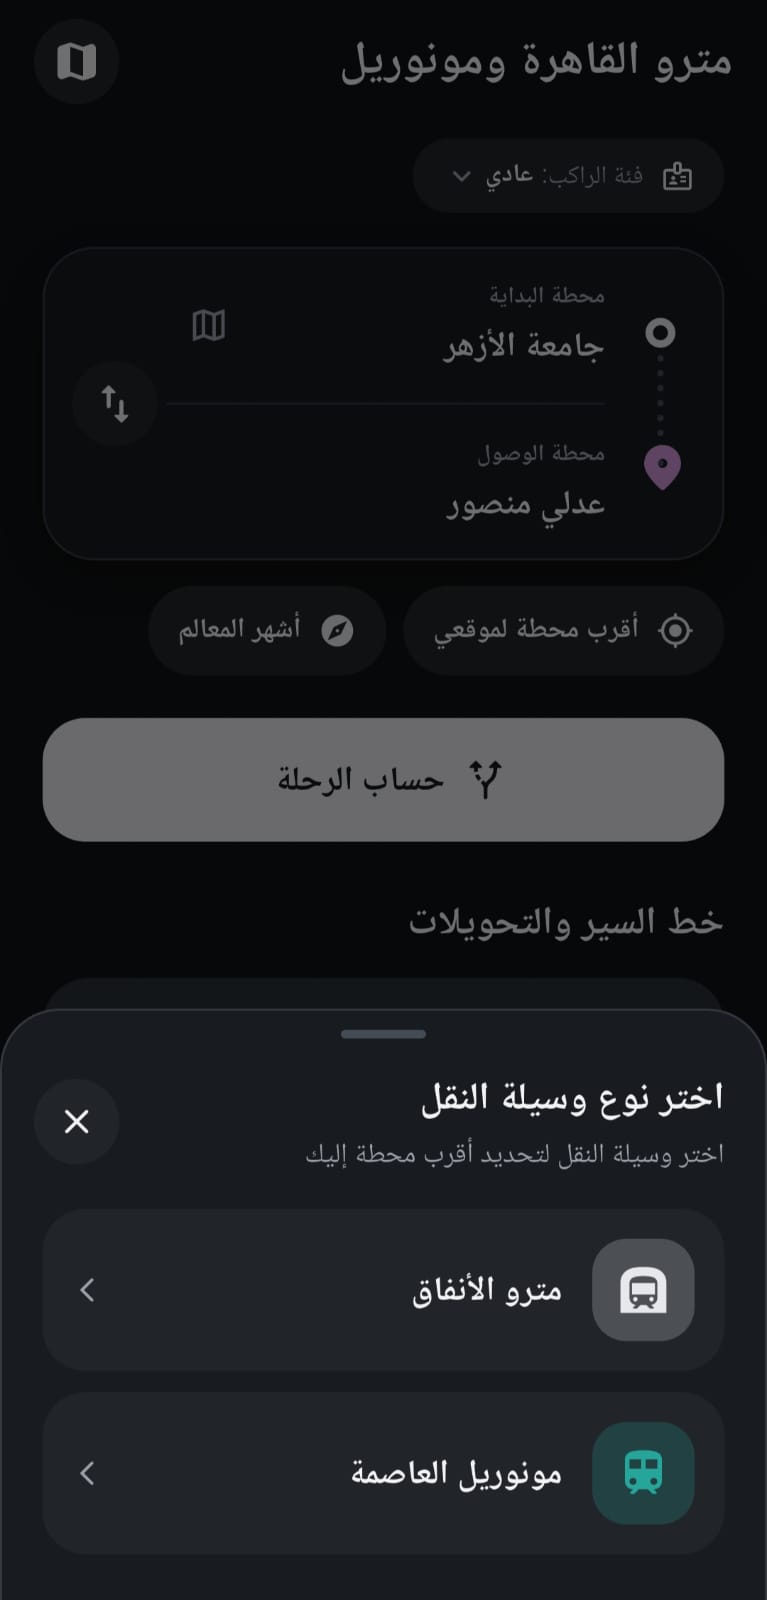 مترو القاهرة ومونوريل
فئة الراكب: عادي
محطة البداية
جامعة الأزهر
محطة الوصول
عدلي منصور
أقرب محطة لموقعي
أشهر المعالم
حساب الرحلة
خط السير والتحويلات
اختر نوع وسيلة النقل
اختر وسيلة النقل لتحديد أقرب محطة إليك
مترو الأنفاق
مونوريل العاصمة